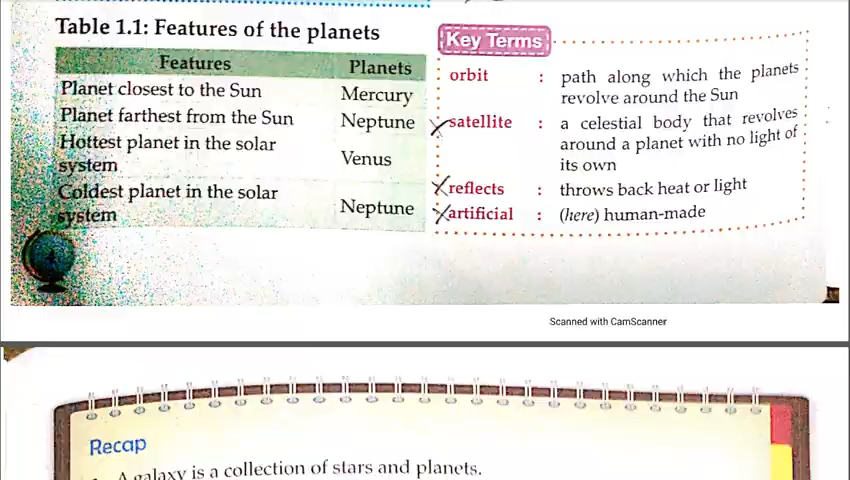 Table 1.1: Features of the planets
Features Planets
Planet closest to the Sun Mercury
Planet farthest from the Sun Neptune
Hottest planet in the solar
system Venus
Coldest planet in the solar
system Neptune
Key Terms
orbit : path along which the planets
revolve around the Sun
satellite : a celestial body that revolves
around a planet with no light of
its own
reflects : throws back heat or light
artificial : (here) human-made
Scanned with CamScanner
Recap
A galaxy is a collection of stars and planets.